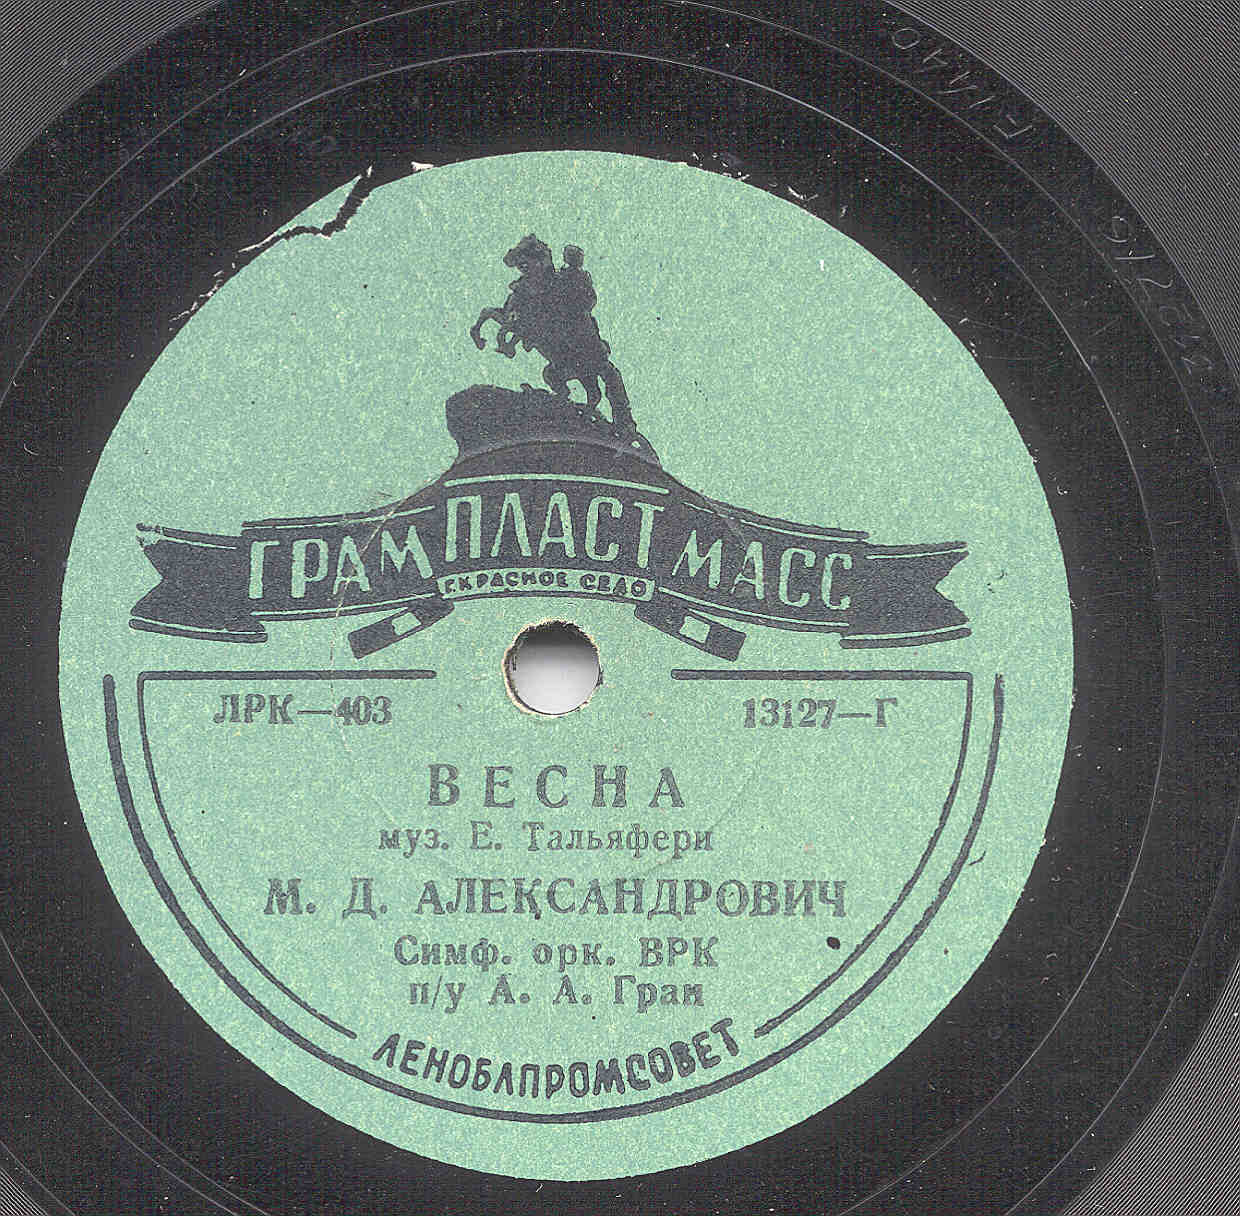 ГРАМПЛАСТМАСС
Г. КРАСНОЕ СЕЛО
ЛРК—403
13127—Г
ВЕСНА
муз. Е. Тальяфери
М. Д. АЛЕКСАНДРОВИЧ
Симф. орк. ВРК
п/у А. А. Гран
ЛЕНОБЛПРОМСОВЕТ